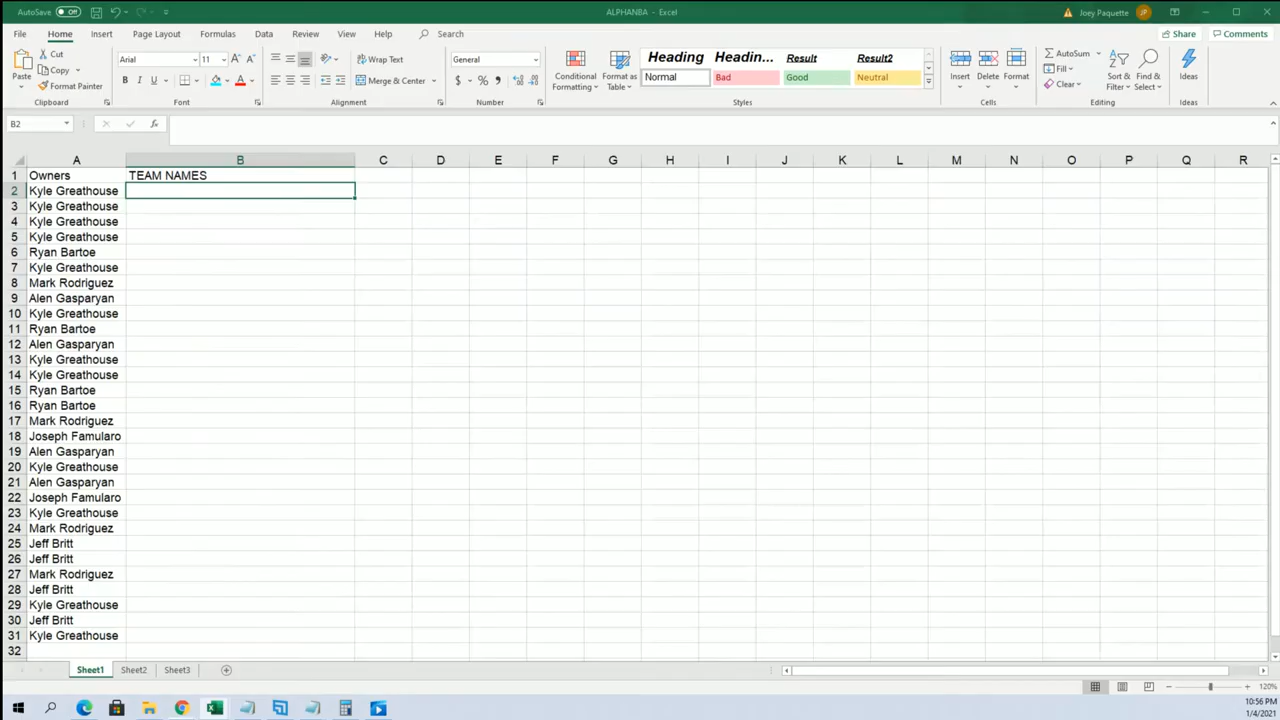 AutoSave Off ALPHANBA - Excel Joey Paquette JP
File Home Insert Page Layout Formulas Data Review View Help Search Share Comments
Paste Cut Copy Format Painter Clipboard
Arial 11 A A B I U A Font
Wrap Text Merge & Center Alignment
General $ % Number
Conditional Formatting Format as Table
Heading Headin... Result Result2
Normal Bad Good Neutral
Styles
Insert Delete Format Cells
AutoSum Fill Clear Sort & Filter Find & Select Editing
Ideas Ideas
B2 fx
A B C D E F G H I J K L M N O P Q R
1 Owners TEAM NAMES
2 Kyle Greathouse
3 Kyle Greathouse
4 Kyle Greathouse
5 Kyle Greathouse
6 Ryan Bartoe
7 Kyle Greathouse
8 Mark Rodriguez
9 Alen Gasparyan
10 Kyle Greathouse
11 Ryan Bartoe
12 Alen Gasparyan
13 Kyle Greathouse
14 Kyle Greathouse
15 Ryan Bartoe
16 Ryan Bartoe
17 Mark Rodriguez
18 Joseph Famularo
19 Alen Gasparyan
20 Kyle Greathouse
21 Alen Gasparyan
22 Joseph Famularo
23 Kyle Greathouse
24 Mark Rodriguez
25 Jeff Britt
26 Jeff Britt
27 Mark Rodriguez
28 Jeff Britt
29 Kyle Greathouse
30 Jeff Britt
31 Kyle Greathouse
32
Sheet1 Sheet2 Sheet3
120%
10:56 PM
1/4/2021